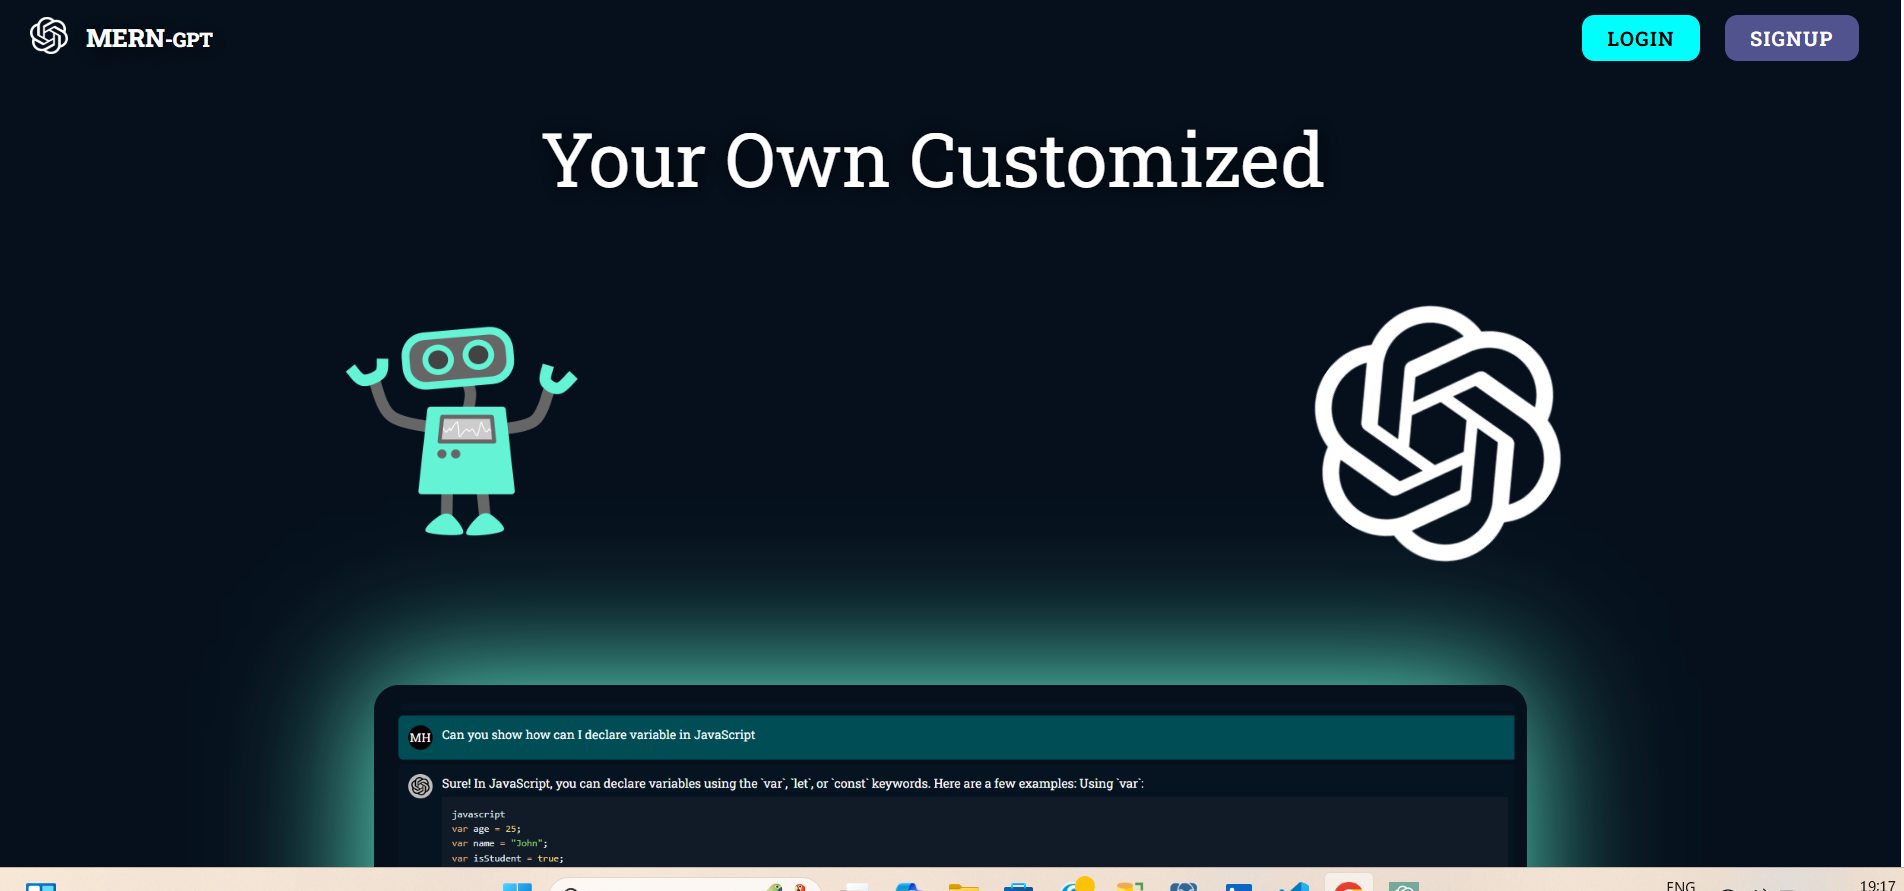 MERN-GPT
LOGIN
SIGNUP
Your Own Customized
MH
Can you show how can I declare variable in JavaScript
Sure! In JavaScript, you can declare variables using the `var`, `let`, or `const` keywords. Here are a few examples: Using `var`:
javascript
var age = 25;
var name = "John";
var isStudent = true;
ENG
19:17